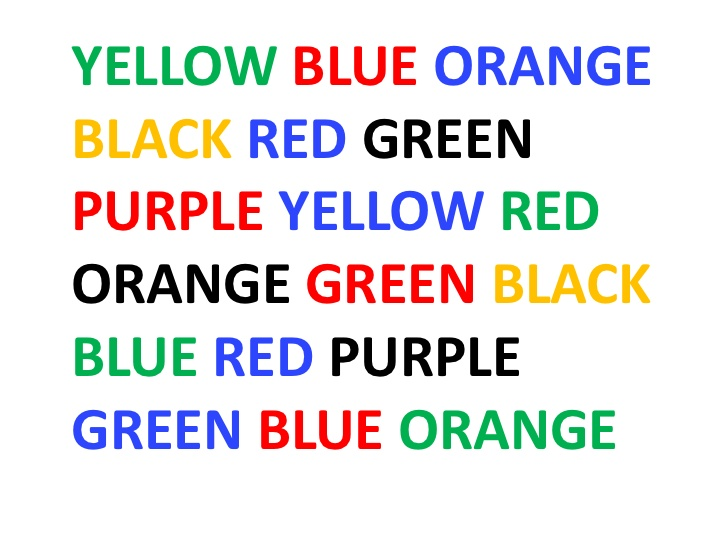 YELLOW BLUE ORANGE
BLACK RED GREEN
PURPLE YELLOW RED
ORANGE GREEN BLACK
BLUE RED PURPLE
GREEN BLUE ORANGE